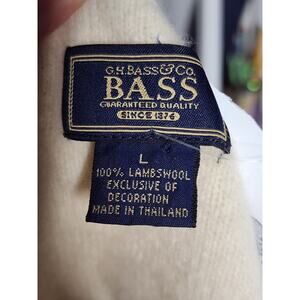 G.H. BASS & CO.
BASS
GUARANTEED QUALITY
SINCE 1876
L
100% LAMBSWOOL
EXCLUSIVE OF
DECORATION
MADE IN THAILAND